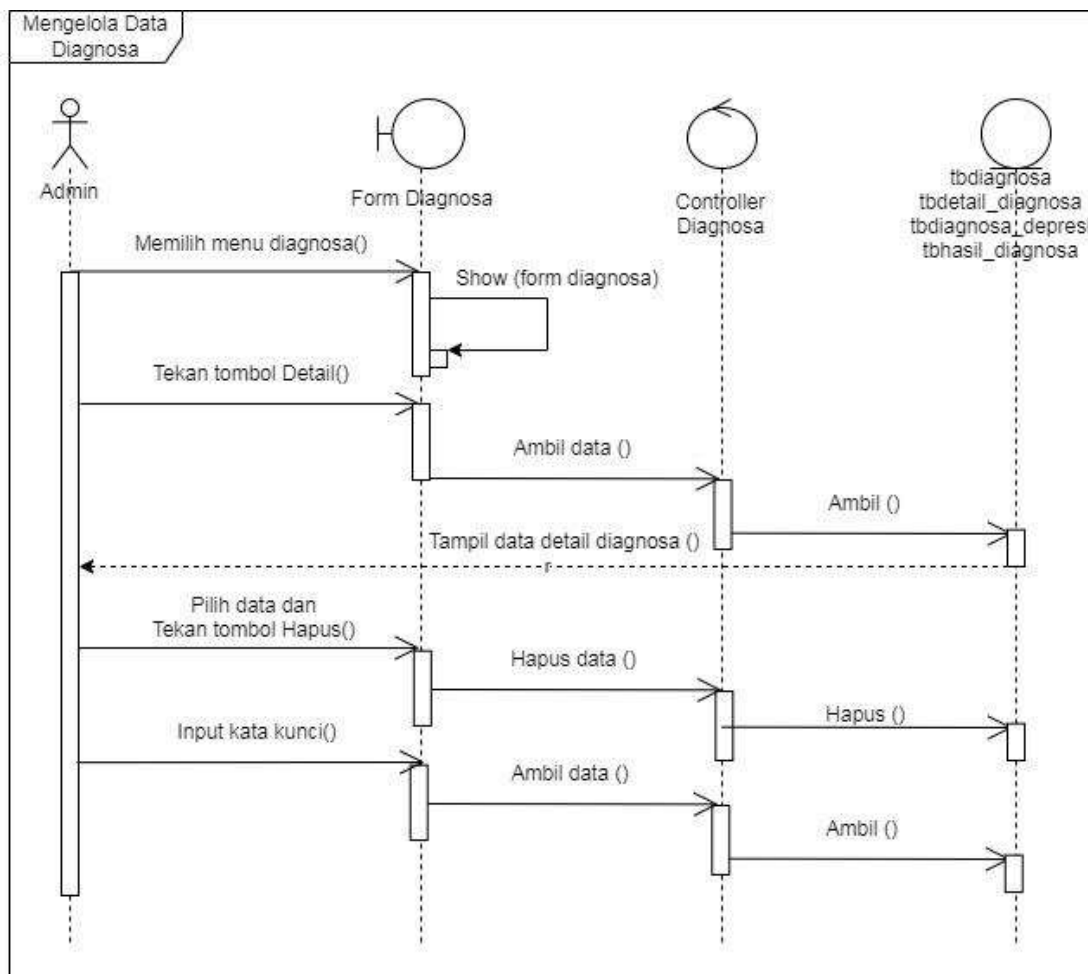 Mengelola Data
Diagnosa
Admin
Form Diagnosa
Controller
Diagnosa
tbdiagnosa
tbdetail_diagnosa
tbdiagnosa_depresi
tbhasil_diagnosa
Memilih menu diagnosa()
Show (form diagnosa)
Tekan tombol Detail()
Ambil data ()
Ambil ()
Tampil data detail diagnosa ()
r
Pilih data dan
Tekan tombol Hapus()
Hapus data ()
Hapus ()
Input kata kunci()
Ambil data ()
Ambil ()